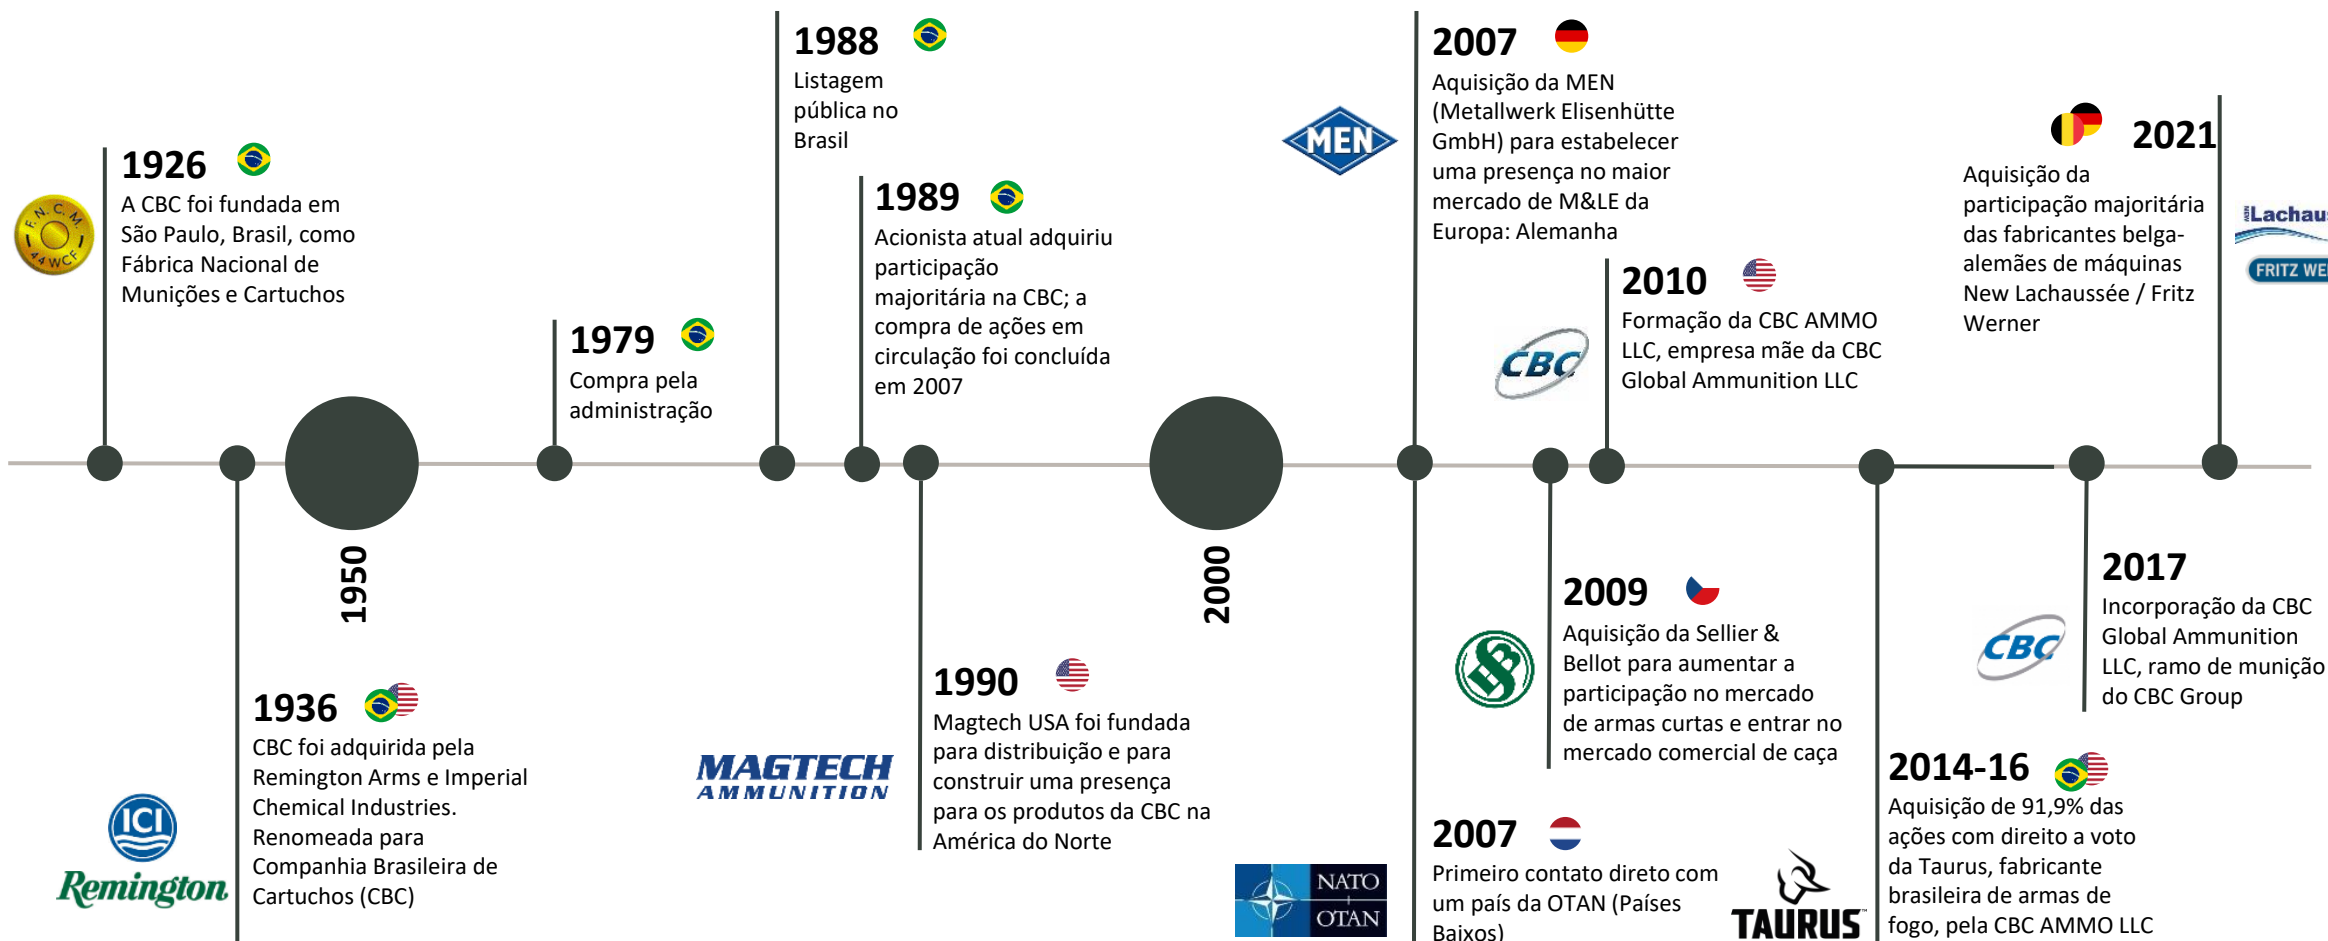 1926
A CBC foi fundada em
São Paulo, Brasil, como
Fábrica Nacional de
Munições e Cartuchos
F. N. C. M.
44 WCF
1936
CBC foi adquirida pela
Remington Arms e Imperial
Chemical Industries.
Renomeada para
Companhia Brasileira de
Cartuchos (CBC)
ICI
Remington
1950
1979
Compra pela
administração
1988
Listagem
pública no
Brasil
1989
Acionista atual adquiriu
participação
majoritária na CBC; a
compra de ações em
circulação foi concluída
em 2007
1990
Magtech USA foi fundada
para distribuição e para
construir uma presença
para os produtos da CBC na
América do Norte
MAGTECH
AMMUNITION
2000
MEN
2007
Aquisição da MEN
(Metallwerk Elisenhütte
GmbH) para estabelecer
uma presença no maior
mercado de M&LE da
Europa: Alemanha
2007
Primeiro contato direto com
um país da OTAN (Países
Baixos)
NATO
OTAN
2009
Aquisição da Sellier &
Bellot para aumentar a
participação no mercado
de armas curtas e entrar no
mercado comercial de caça
CBC
2010
Formação da CBC AMMO
LLC, empresa mãe da CBC
Global Ammunition LLC
2014-16
Aquisição de 91,9% das
ações com direito a voto
da Taurus, fabricante
brasileira de armas de
fogo, pela CBC AMMO LLC
TAURUS
CBC
2017
Incorporação da CBC
Global Ammunition
LLC, ramo de munição
do CBC Group
2021
Aquisição da
participação majoritária
das fabricantes belga-
alemães de máquinas
New Lachaussée / Fritz
Werner
NEW Lachaus
FRITZ WE